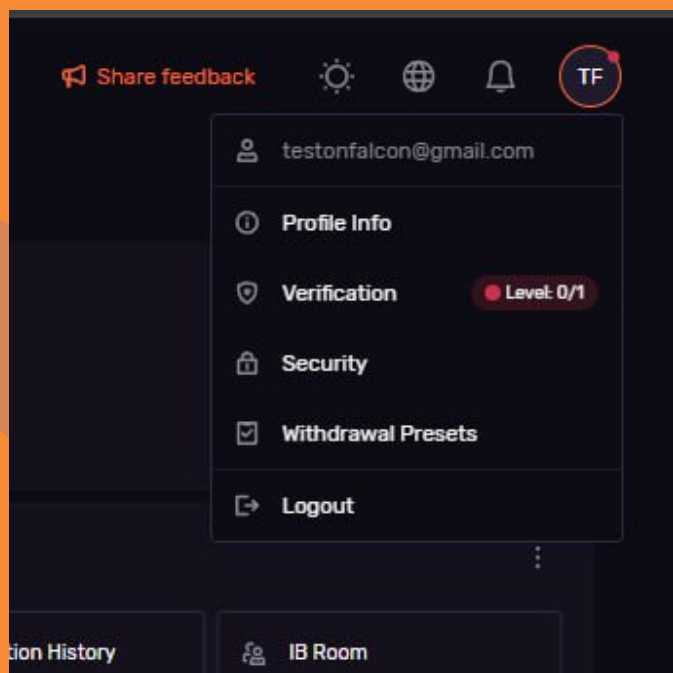 Share feedback
TF
testonfalcon@gmail.com
Profile Info
Verification
Level: 0/1
Security
Withdrawal Presets
Logout
History
IB Room